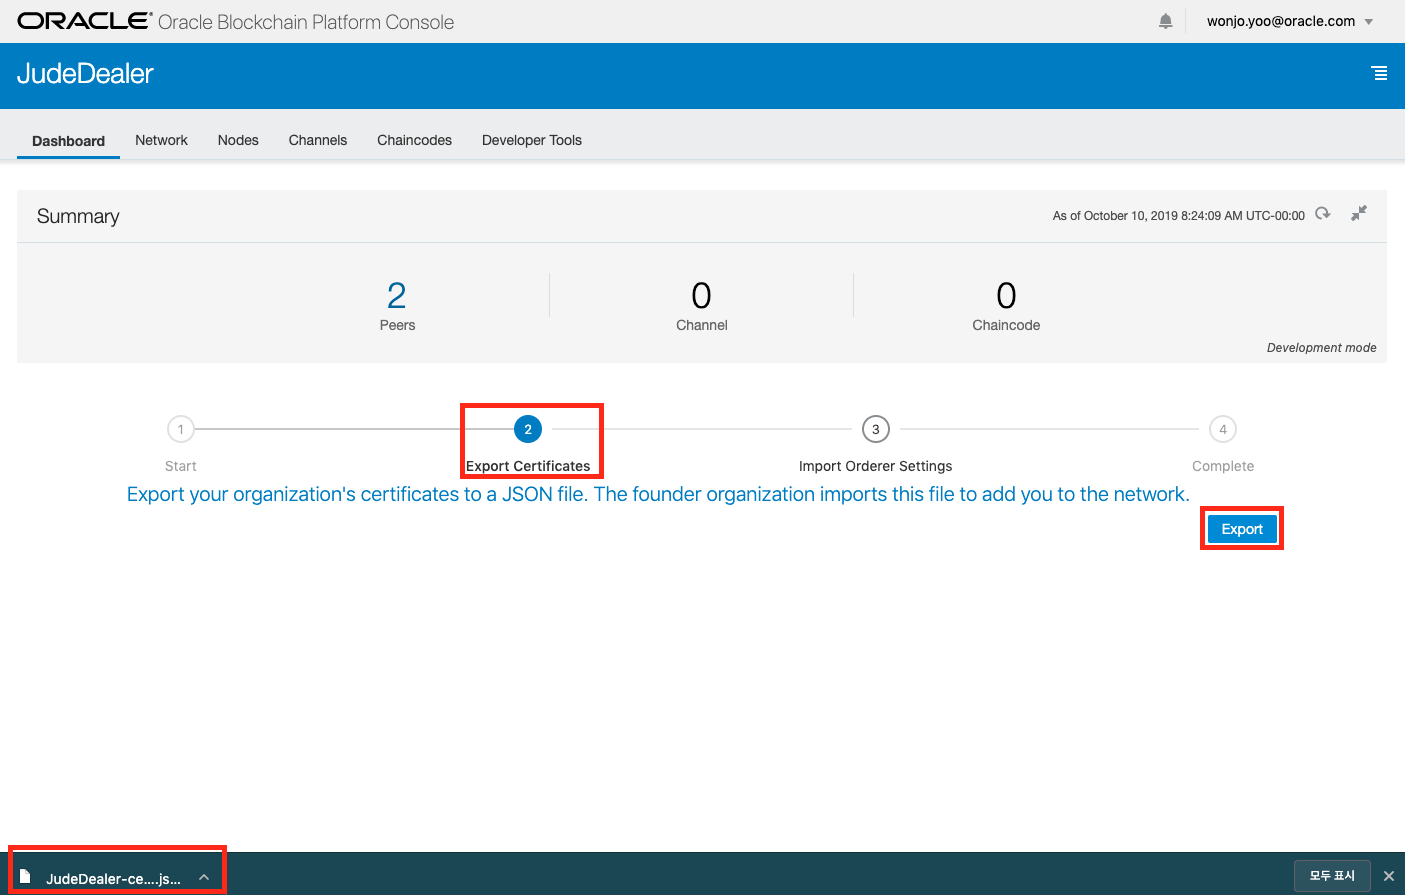 ORACLE® Oracle Blockchain Platform Console
wonjo.yoo@oracle.com
JudeDealer
Dashboard Network Nodes Channels Chaincodes Developer Tools
Summary
As of October 10, 2019 8:24:09 AM UTC-00:00
2 0 0
Peers Channel Chaincode
Development mode
1 2 3 4
Start Export Certificates Import Orderer Settings Complete
Export your organization's certificates to a JSON file. The founder organization imports this file to add you to the network.
Export
JudeDealer-ce....js...
모두 표시